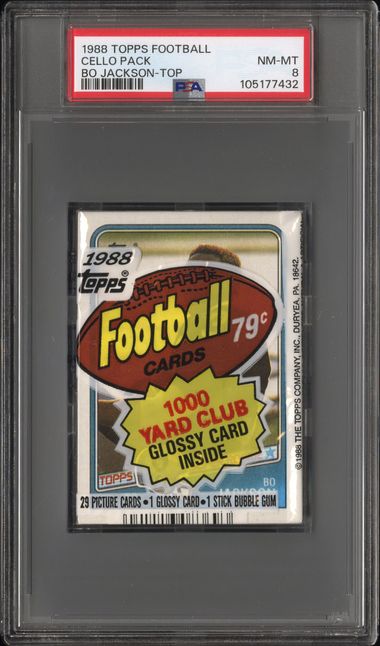 1988 TOPPS FOOTBALL
CELLO PACK NM-MT
BO JACKSON-TOP 8
PSA 105177432
1988
Topps®
Football
CARDS
79¢
1000
YARD CLUB
GLOSSY CARD
INSIDE
TOPPS
BO
JACKSON
29 PICTURE CARDS • 1 GLOSSY CARD • 1 STICK BUBBLE GUM
©1988 THE TOPPS COMPANY, INC., DURYEA, PA. 18642.